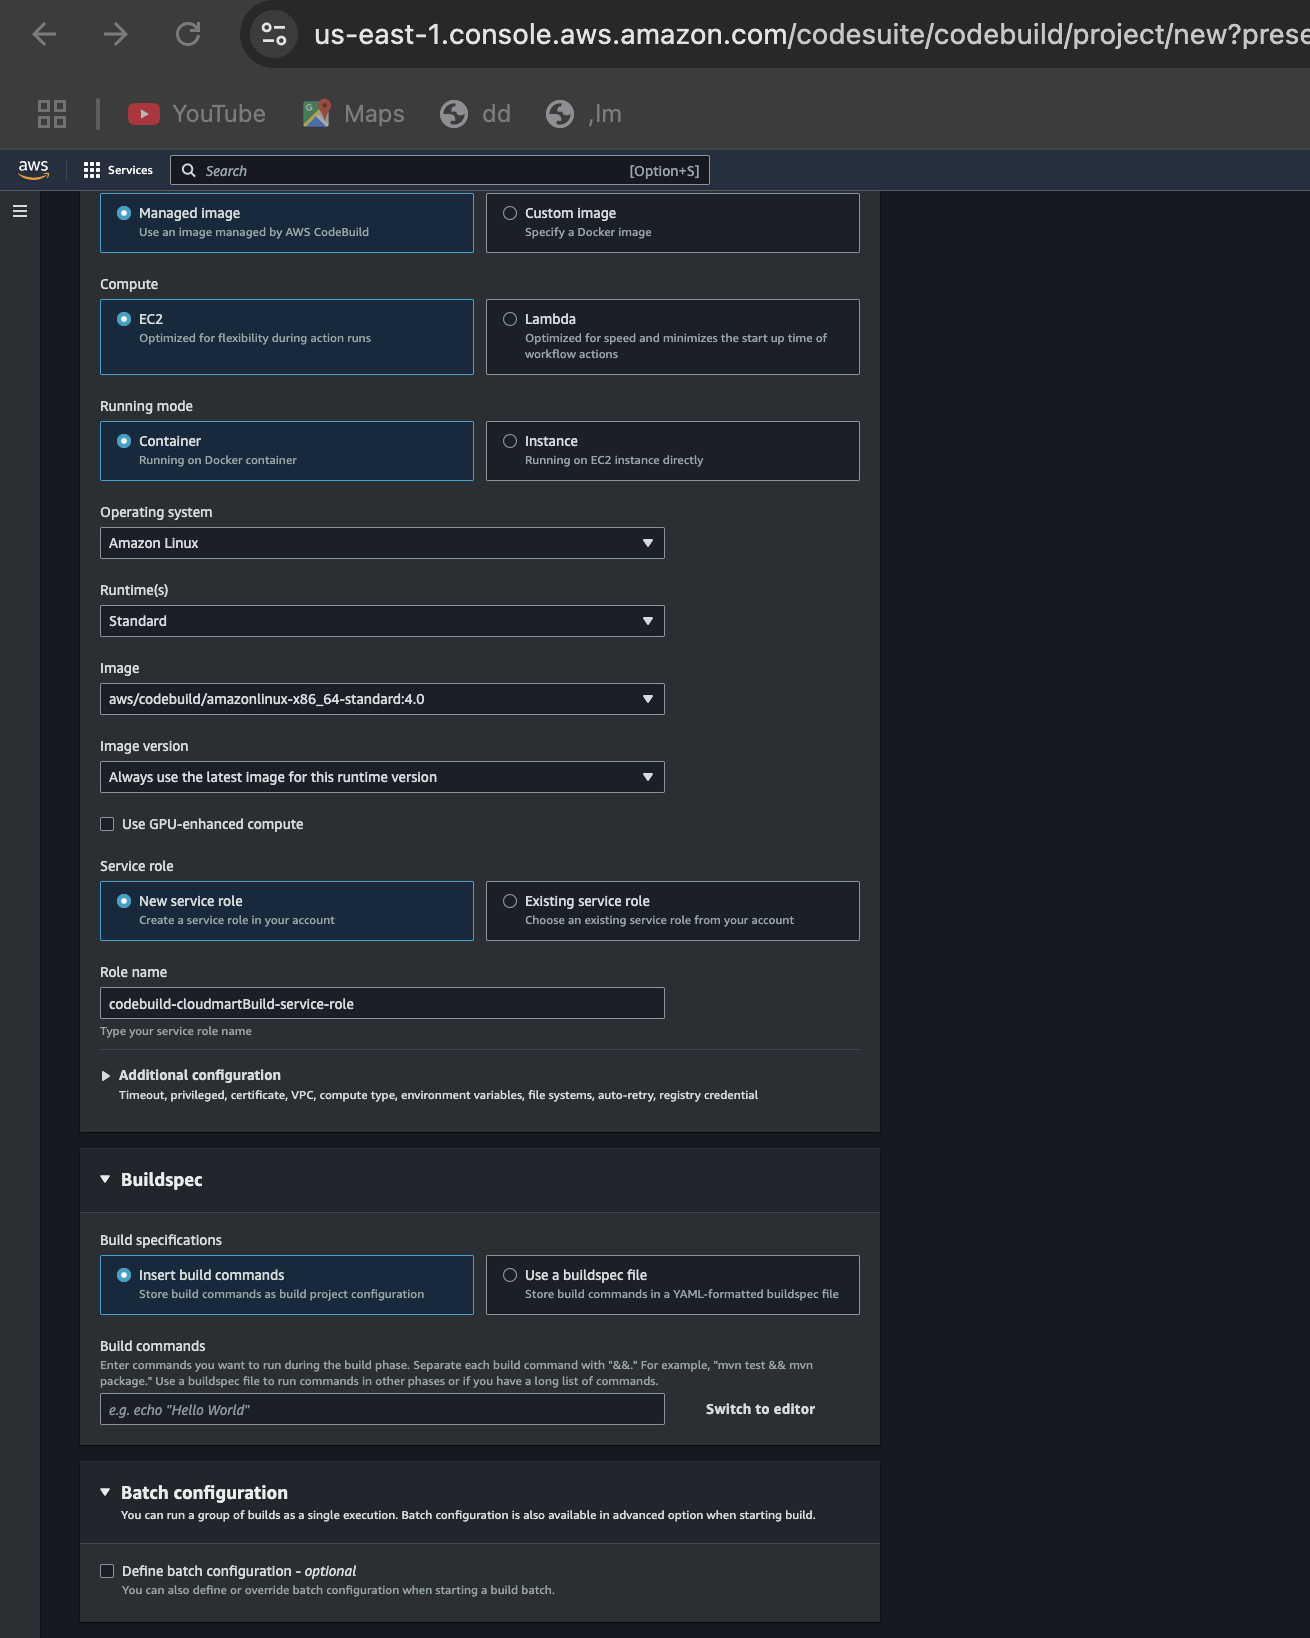 us-east-1.console.aws.amazon.com/codesuite/codebuild/project/new?prese
YouTube Maps dd ,lm
aws Services Search [Option+S]
Managed image
Use an image managed by AWS CodeBuild
Custom image
Specify a Docker image
Compute
EC2
Optimized for flexibility during action runs
Lambda
Optimized for speed and minimizes the start up time of
workflow actions
Running mode
Container
Running on Docker container
Instance
Running on EC2 instance directly
Operating system
Amazon Linux
Runtime(s)
Standard
Image
aws/codebuild/amazonlinux-x86_64-standard:4.0
Image version
Always use the latest image for this runtime version
Use GPU-enhanced compute
Service role
New service role
Create a service role in your account
Existing service role
Choose an existing service role from your account
Role name
codebuild-cloudmartBuild-service-role
Type your service role name
Additional configuration
Timeout, privileged, certificate, VPC, compute type, environment variables, file systems, auto-retry, registry credential
Buildspec
Build specifications
Insert build commands
Store build commands as build project configuration
Use a buildspec file
Store build commands in a YAML-formatted buildspec file
Build commands
Enter commands you want to run during the build phase. Separate each build command with "&&." For example, "mvn test && mvn
package." Use a buildspec file to run commands in other phases or if you have a long list of commands.
e.g. echo "Hello World"
Switch to editor
Batch configuration
You can run a group of builds as a single execution. Batch configuration is also available in advanced option when starting build.
Define batch configuration - optional
You can also define or override batch configuration when starting a build batch.